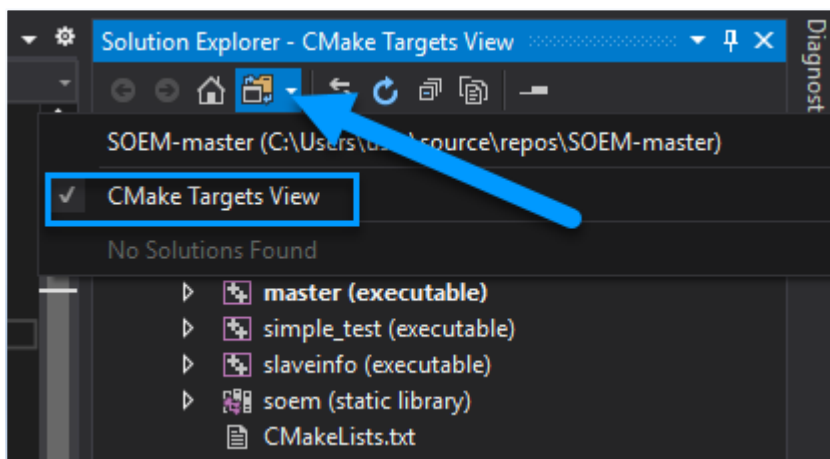 Solution Explorer - CMake Targets View
Diagnost
SOEM-master (C:\Users\user\source\repos\SOEM-master)
CMake Targets View
No Solutions Found
master (executable)
simple_test (executable)
slaveinfo (executable)
soem (static library)
CMakeLists.txt